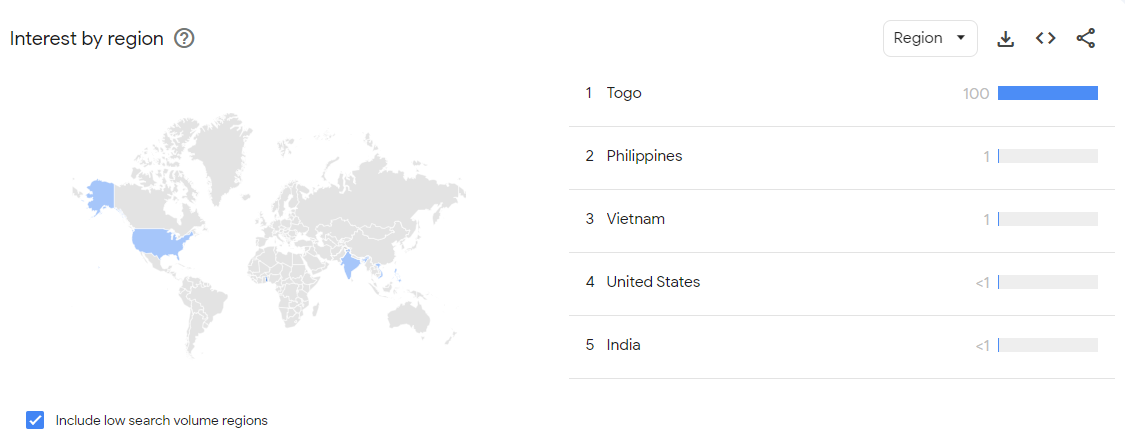 Interest by region
Region
1 Togo 100
2 Philippines 1
3 Vietnam 1
4 United States <1
5 India <1
Include low search volume regions